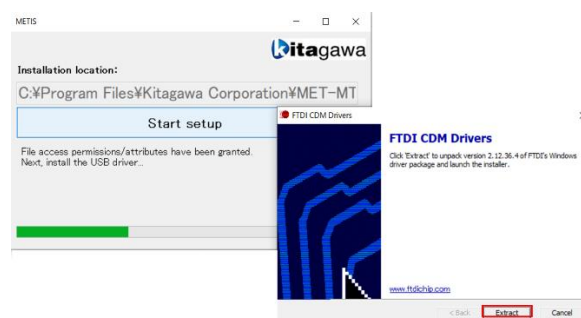 METIS
kitagawa
Installation location:
C:¥Program Files¥Kitagawa Corporation¥MET-MT
Start setup
File access permissions/attributes have been granted.
Next, install the USB driver..
FTDI CDM Drivers
FTDI CDM Drivers
Click 'Extract' to unpack version 2.12.36.4 of FTDI's Windows
driver package and launch the installer.
www.ftdichip.com
< Back
Extract
Cancel